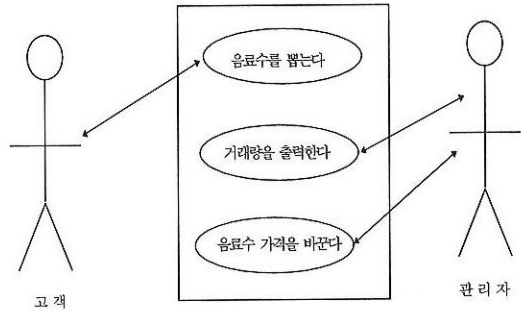 음료수를 뽑는다
거래량을 출력한다
음료수 가격을 바꾼다
고객
관리자